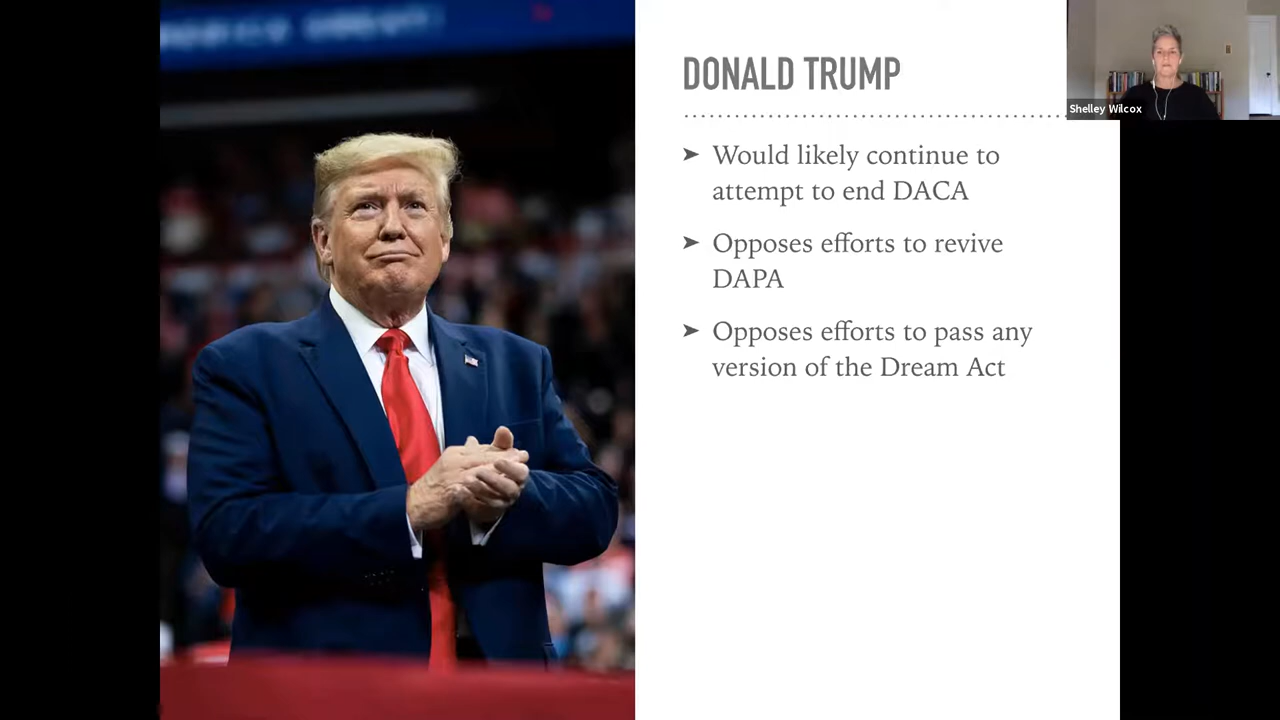 DONALD TRUMP
➤ Would likely continue to
attempt to end DACA
➤ Opposes efforts to revive
DAPA
➤ Opposes efforts to pass any
version of the Dream Act
Shelley Wilcox